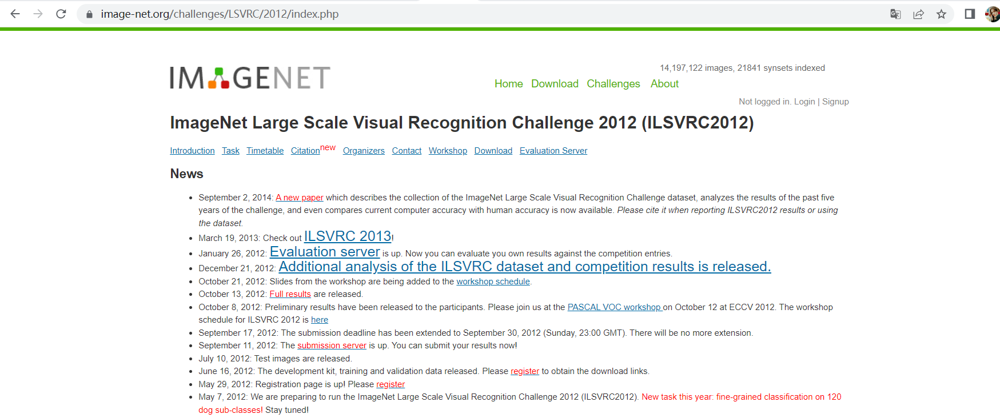 image-net.org/challenges/LSVRC/2012/index.php
IMAGENET
14,197,122 images, 21841 synsets indexed
Home Download Challenges About
Not logged in. Login | Signup
ImageNet Large Scale Visual Recognition Challenge 2012 (ILSVRC2012)
Introduction Task Timetable Citation new Organizers Contact Workshop Download Evaluation Server
News
September 2, 2014: A new paper which describes the collection of the ImageNet Large Scale Visual Recognition Challenge dataset, analyzes the results of the past five
years of the challenge, and even compares current computer accuracy with human accuracy is now available. Please cite it when reporting ILSVRC2012 results or using
the dataset.
March 19, 2013: Check out ILSVRC 2013!
January 26, 2012: Evaluation server is up. Now you can evaluate you own results against the competition entries.
December 21, 2012: Additional analysis of the ILSVRC dataset and competition results is released.
October 21, 2012: Slides from the workshop are being added to the workshop schedule.
October 13, 2012: Full results are released.
October 8, 2012: Preliminary results have been released to the participants. Please join us at the PASCAL VOC workshop on October 12 at ECCV 2012. The workshop
schedule for ILSVRC 2012 is here
September 17, 2012: The submission deadline has been extended to September 30, 2012 (Sunday, 23:00 GMT). There will be no more extension.
September 11, 2012: The submission server is up. You can submit your results now!
July 10, 2012: Test images are released.
June 16, 2012: The development kit, training and validation data released. Please register to obtain the download links.
May 29, 2012: Registration page is up! Please register
May 7, 2012: We are preparing to run the ImageNet Large Scale Visual Recognition Challenge 2012 (ILSVRC2012). New task this year: fine-grained classification on 120
dog sub-classes! Stay tuned!